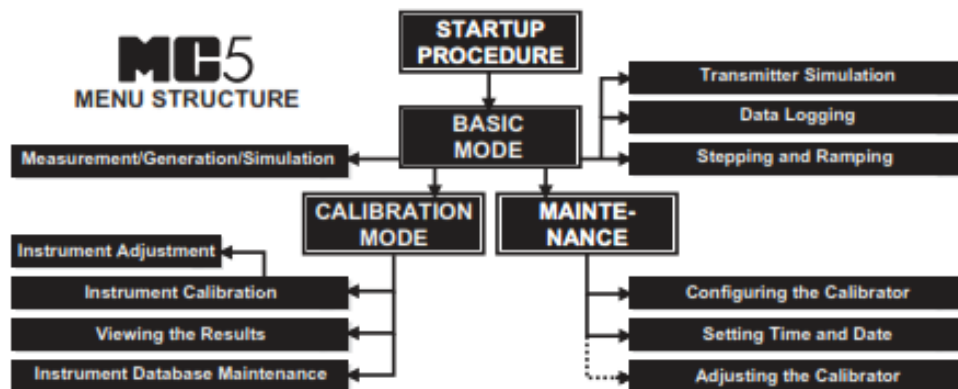 MC5
MENU STRUCTURE
STARTUP
PROCEDURE
BASIC
MODE
Measurement/Generation/Simulation
Transmitter Simulation
Data Logging
Stepping and Ramping
CALIBRATION
MODE
MAINTE-
NANCE
Instrument Adjustment
Instrument Calibration
Viewing the Results
Instrument Database Maintenance
Configuring the Calibrator
Setting Time and Date
Adjusting the Calibrator